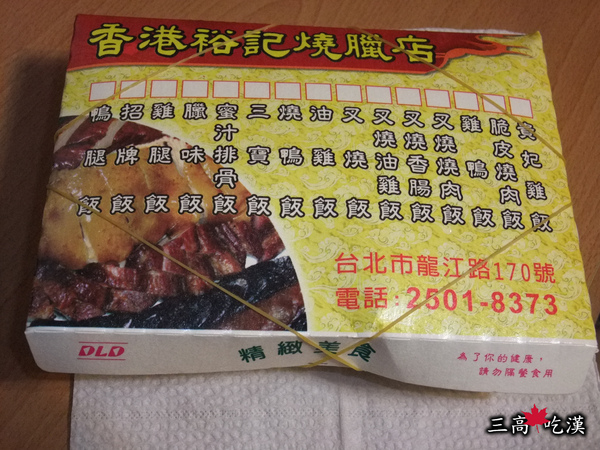 香港裕記燒臘店
貴妃雞飯
脆皮燒肉飯
雞鴨飯
叉燒燒肉飯
叉燒香腸飯
叉燒油雞飯
叉燒飯
油雞飯
燒鴨飯
三寶飯
蜜汁排骨飯
臘味飯
雞腿飯
招牌飯
鴨腿飯
台北市龍江路170號
電話:2501-8373
DLD
精緻美食
為了你的健康，
請勿隔餐食用
三高吃漢